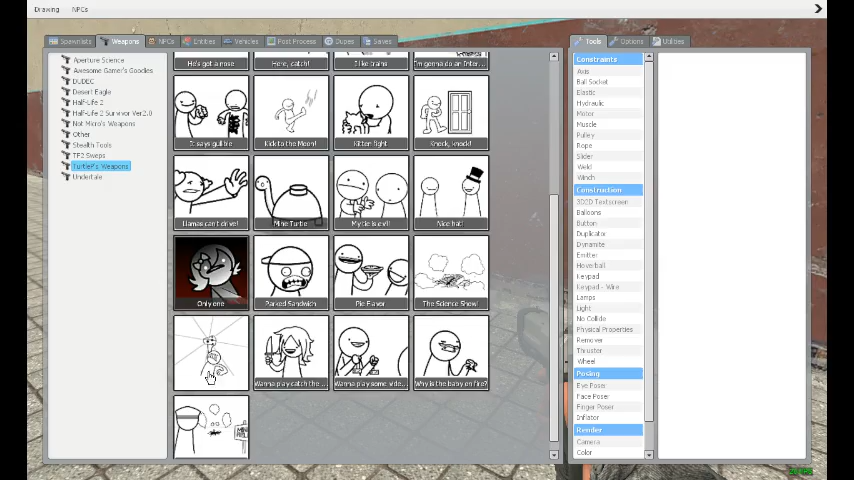 Drawing NPCs
Spawnlists Weapons NPCs Entities Vehicles Post Process Dupes Saves
Tools Options Utilities
Aperture Science
Awesome Gamer's Goodies
DUDEC
Desert Eagle
Half-Life 2
Half-Life 2 Survivor Ver2.0
Not Micro's Weapons
Other
Stealth Tools
TF2 Sweps
TurtleP's Weapons
Undertale
He's got a nose Here, catch! I like trains I'm gonna do an Inter...
It says gullible Kick to the Moon! Kitten fight Knock, knock!
Llamas can't drive! Mine Turtle My tie is evil! Nice hat!
Only one Parked Sandwich Pie Flavor The Science Show!
Wanna play catch the ... Wanna play some vide... Why is the baby on fire?
Constraints
Axis
Ball Socket
Elastic
Hydraulic
Motor
Muscle
Pulley
Rope
Slider
Weld
Winch
Construction
3D2D Textscreen
Balloons
Button
Duplicator
Dynamite
Emitter
Hoverball
Keypad
Keypad - Wire
Lamps
Light
No Collide
Physical Properties
Remover
Thruster
Wheel
Posing
Eye Poser
Face Poser
Finger Poser
Inflator
Render
Camera
Color